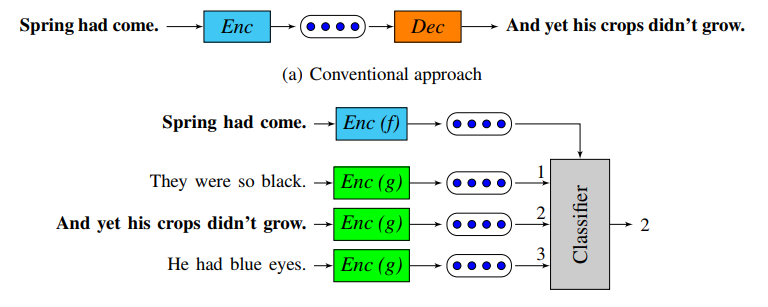 Spring had come. Enc Dec And yet his crops didn't grow.
(a) Conventional approach
Spring had come. Enc (f)
They were so black. Enc (g) 1
And yet his crops didn't grow. Enc (g) 2 Classifier 2
He had blue eyes. Enc (g) 3